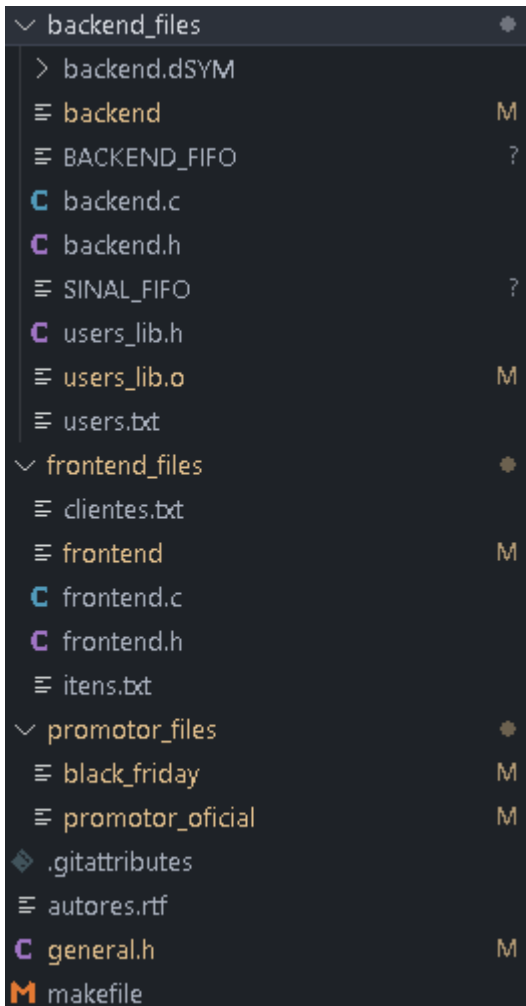 backend_files
backend.dSYM
backend M
BACKEND_FIFO ?
C backend.c
C backend.h
SINAL_FIFO ?
C users_lib.h
users_lib.o M
users.txt
frontend_files
clientes.txt
frontend M
C frontend.c
C frontend.h
itens.txt
promotor_files
black_friday M
promotor_oficial M
.gitattributes
autores.rtf
C general.h M
M makefile